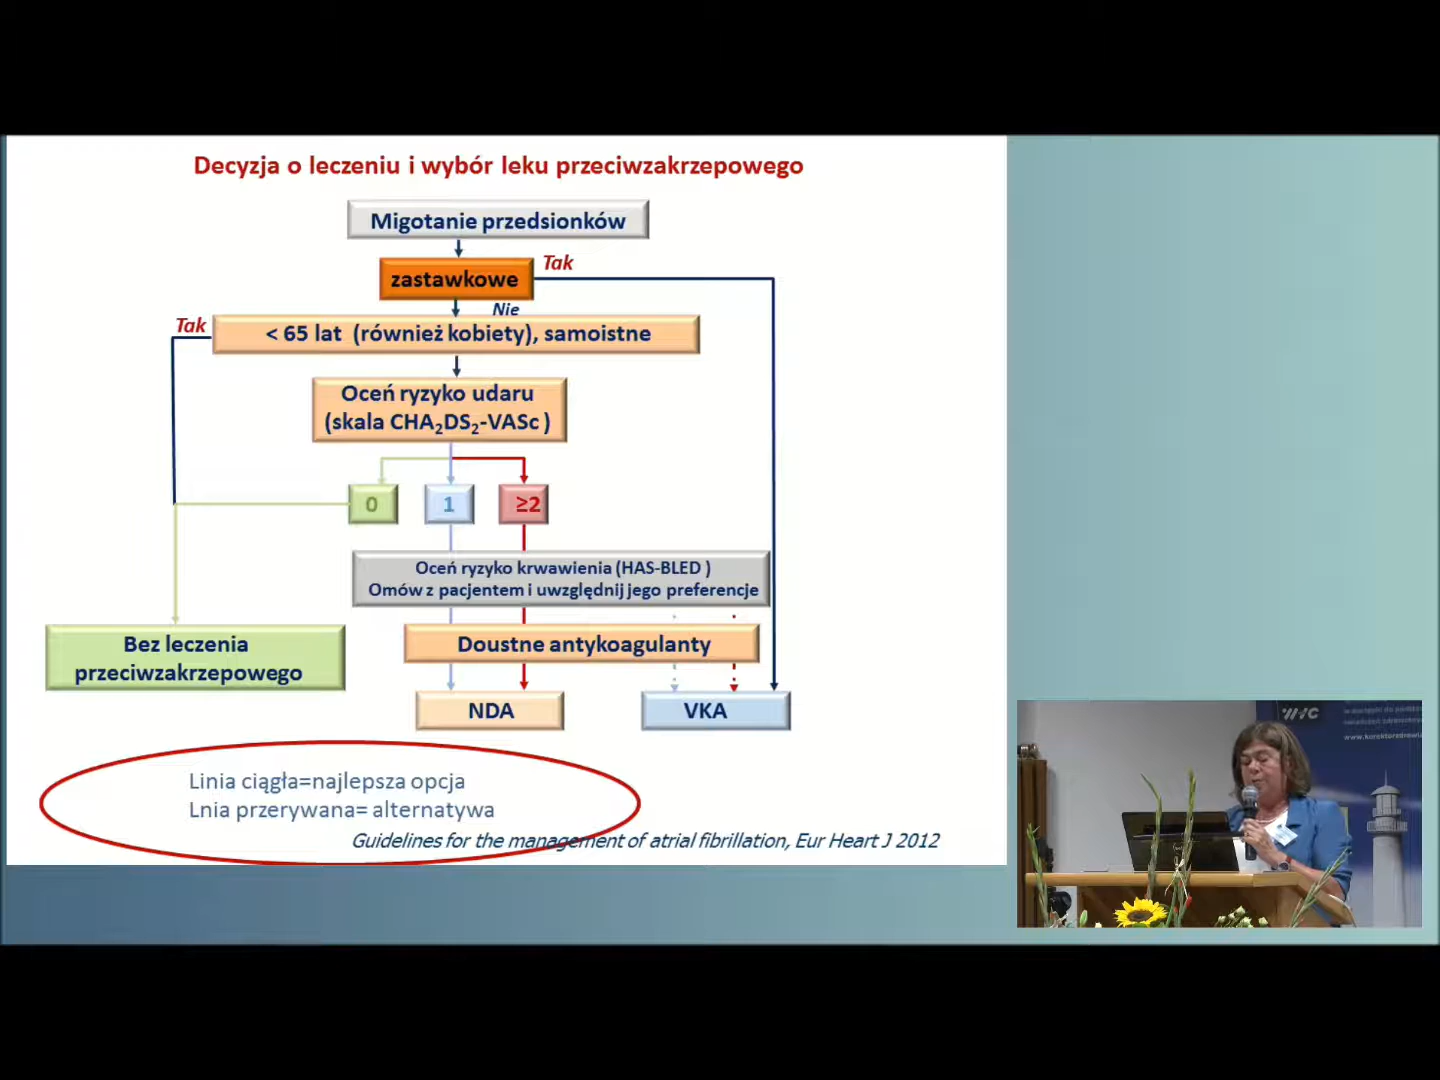 Decyzja o leczeniu i wybór leku przeciwzakrzepowego
Migotanie przedsionków
zastawkowe
Tak
Nie
Tak
< 65 lat (również kobiety), samoistne
Oceń ryzyko udaru
(skala CHA₂DS₂-VASc )
0
1
≥2
Oceń ryzyko krwawienia (HAS-BLED )
Omów z pacjentem i uwzględnij jego preferencje
Bez leczenia
przeciwzakrzepowego
Doustne antykoagulanty
NDA
VKA
Linia ciągła=najlepsza opcja
Lnia przerywana= alternatywa
Guidelines for the management of atrial fibrillation, Eur Heart J 2012